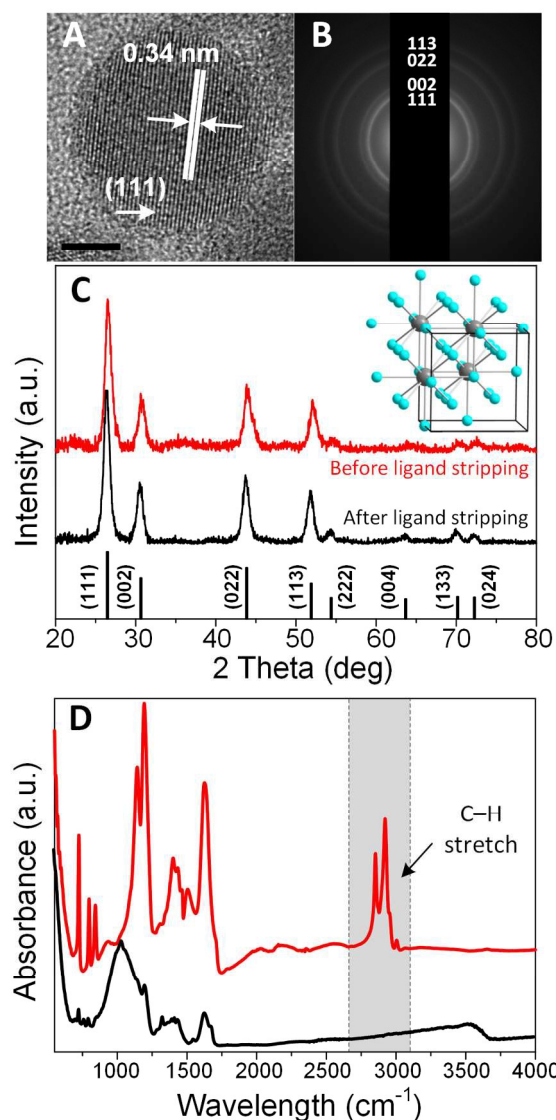 A
0.34 nm
(111)
B
113
022
002
111
C
Intensity (a.u.)
Before ligand stripping
After ligand stripping
(111)
(002)
(022)
(113)
(222)
(004)
(133)
(024)
20 30 40 50 60 70 80
2 Theta (deg)
D
C–H
stretch
Absorbance (a.u.)
1000 1500 2000 2500 3000 3500 4000
Wavelength (cm⁻¹)